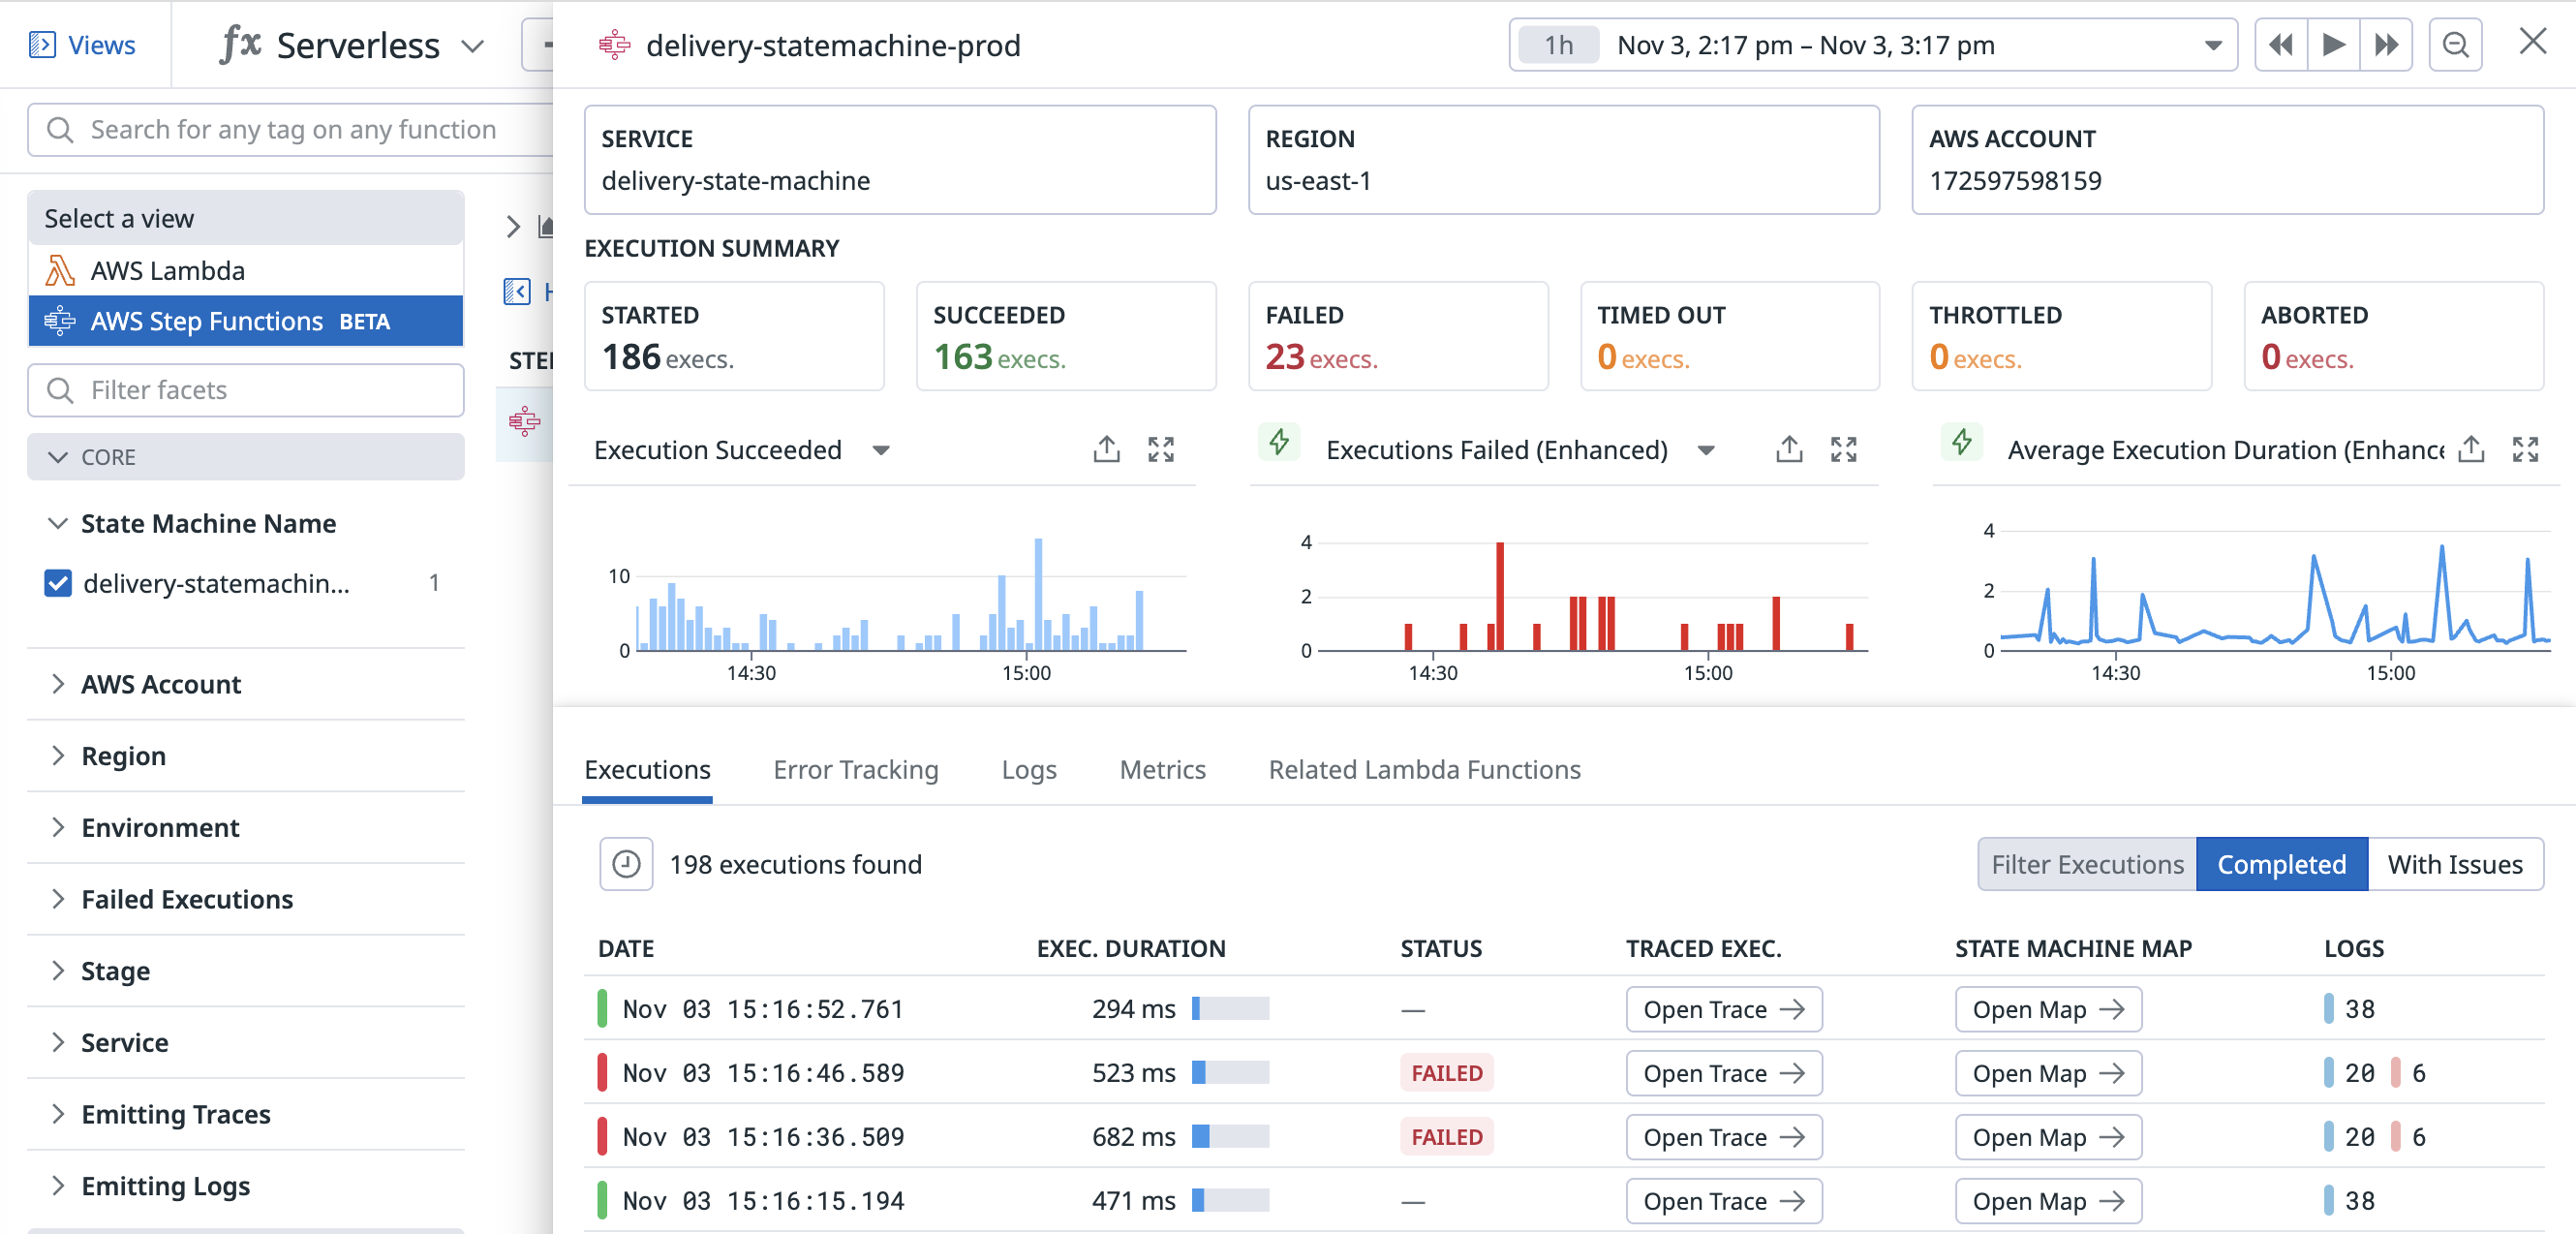 Views
fx Serverless
delivery-statemachine-prod
1h Nov 3, 2:17 pm – Nov 3, 3:17 pm
Search for any tag on any function
Select a view
AWS Lambda
AWS Step Functions BETA
Filter facets
CORE
State Machine Name
delivery-statemachin... 1
AWS Account
Region
Environment
Failed Executions
Stage
Service
Emitting Traces
Emitting Logs
H
SERVICE
delivery-state-machine
REGION
us-east-1
AWS ACCOUNT
172597598159
EXECUTION SUMMARY
STARTED
186 execs.
SUCCEEDED
163 execs.
FAILED
23 execs.
TIMED OUT
0 execs.
THROTTLED
0 execs.
ABORTED
0 execs.
Execution Succeeded
10
0
14:30 15:00
Executions Failed (Enhanced)
4
2
0
14:30 15:00
Average Execution Duration (Enhance
4
2
0
14:30 15:00
Executions Error Tracking Logs Metrics Related Lambda Functions
198 executions found
Filter Executions Completed With Issues
DATE EXEC. DURATION STATUS TRACED EXEC. STATE MACHINE MAP LOGS
Nov 03 15:16:52.761 294 ms — Open Trace → Open Map → 38
Nov 03 15:16:46.589 523 ms FAILED Open Trace → Open Map → 20 6
Nov 03 15:16:36.509 682 ms FAILED Open Trace → Open Map → 20 6
Nov 03 15:16:15.194 471 ms — Open Trace → Open Map → 38